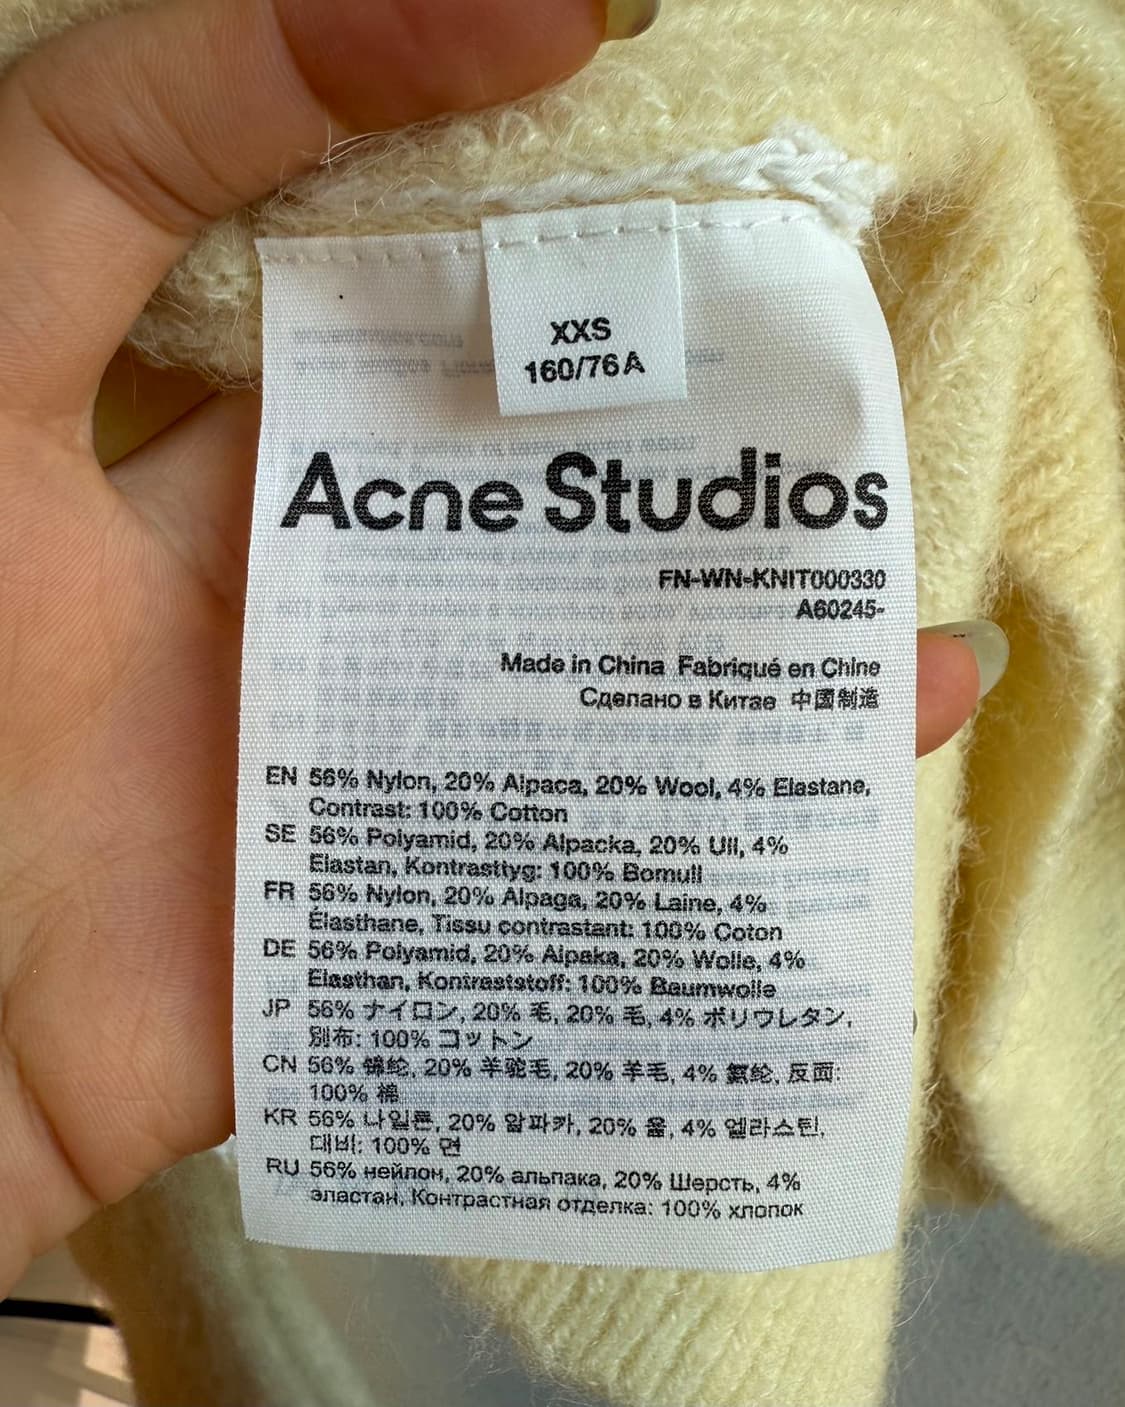 XXS
160/76A
Acne Studios
FN-WN-KNIT000330
A60245-
Made in China Fabriqué en Chine
Сделано в Китае 中国制造
EN 56% Nylon, 20% Alpaca, 20% Wool, 4% Elastane,
Contrast: 100% Cotton
SE 56% Polyamid, 20% Alpacka, 20% Ull, 4%
Elastan, Kontrasttyg: 100% Bomull
FR 56% Nylon, 20% Alpaga, 20% Laine, 4%
Élasthane, Tissu contrastant: 100% Coton
DE 56% Polyamid, 20% Alpaka, 20% Wolle, 4%
Elasthan, Kontraststoff: 100% Baumwolle
JP 56% ナイロン, 20% 毛, 20% 毛, 4% ポリウレタン,
別布: 100% コットン
CN 56% 锦纶, 20% 羊驼毛, 20% 羊毛, 4% 氨纶, 反面:
100% 棉
KR 56% 나일론, 20% 알파카, 20% 울, 4% 엘라스틴,
대비: 100% 면
RU 56% нейлон, 20% альпака, 20% Шерсть, 4%
эластан, Контрастная отделка: 100% хлопок